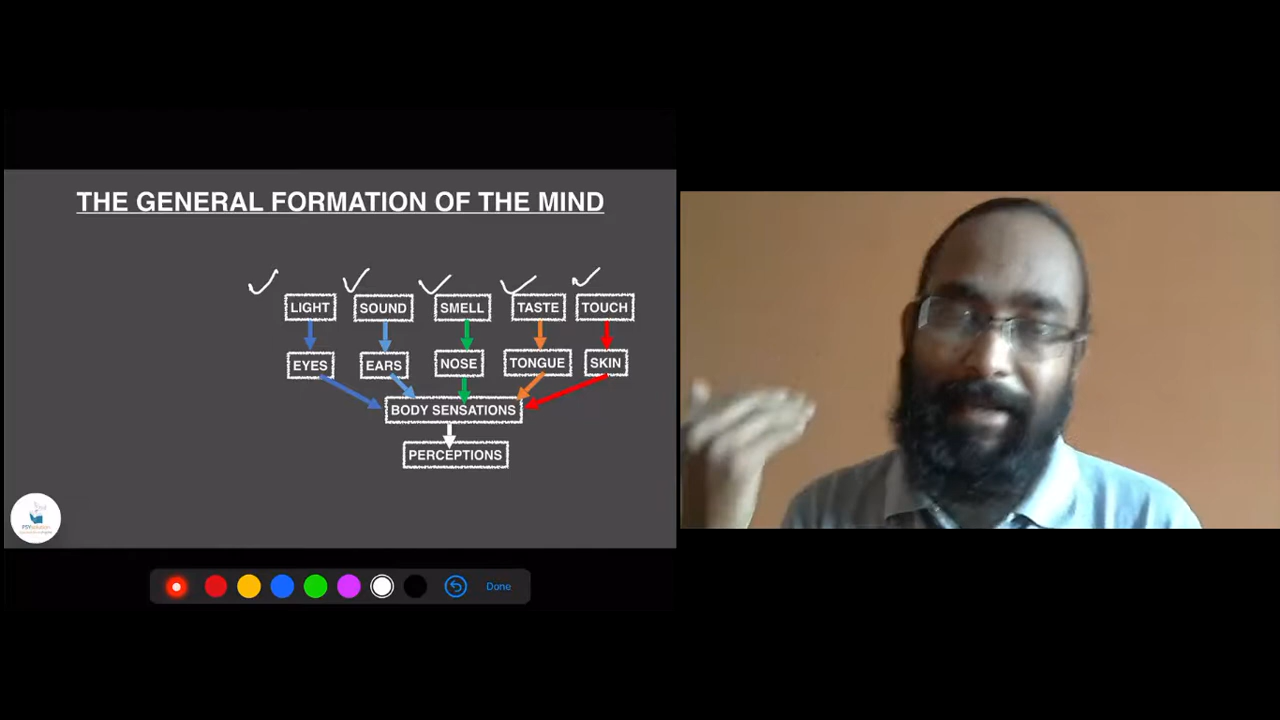 THE GENERAL FORMATION OF THE MIND
LIGHT SOUND SMELL TASTE TOUCH
EYES EARS NOSE TONGUE SKIN
BODY SENSATIONS
PERCEPTIONS
Done